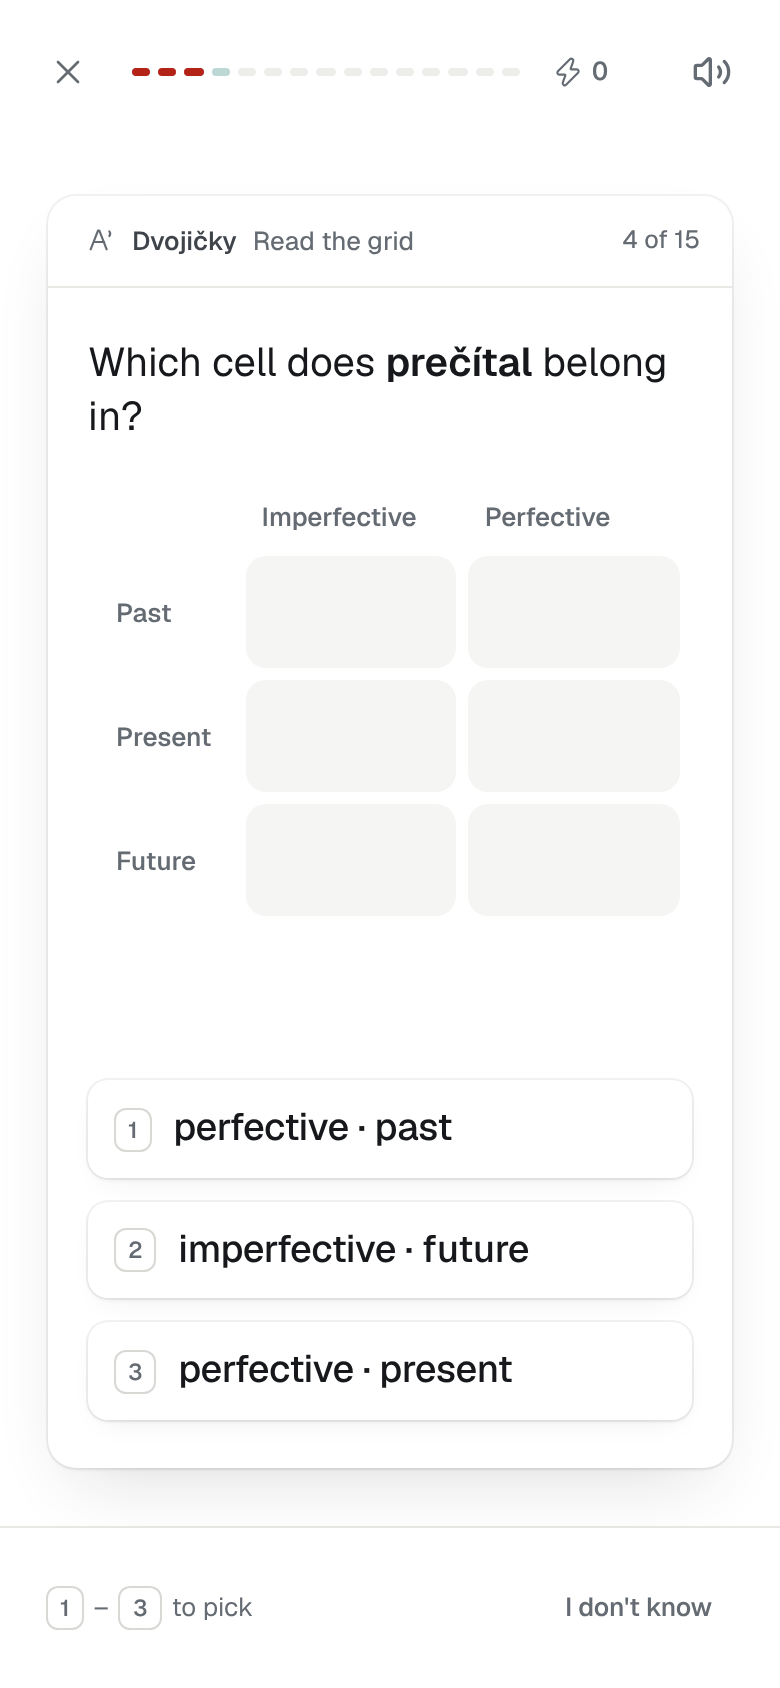 0
Dvojičky Read the grid 4 of 15
Which cell does prečítal belong
in?
Imperfective Perfective
Past
Present
Future
1 perfective · past
2 imperfective · future
3 perfective · present
1 – 3 to pick I don't know